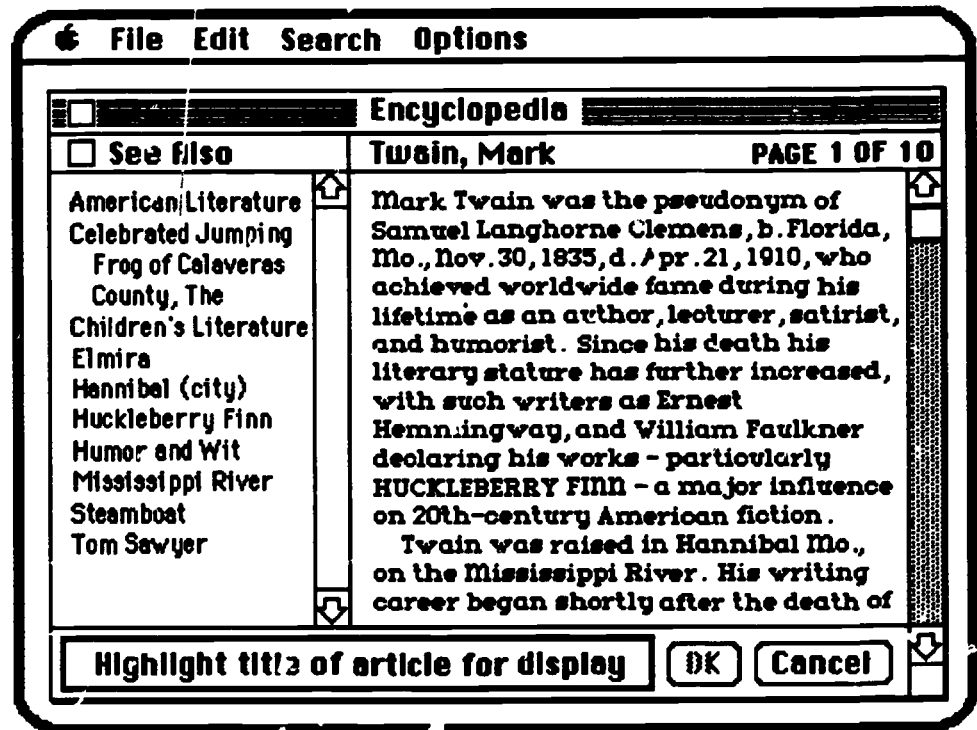 File Edit Search Options
Encyclopedia
See Also
American Literature
Celebrated Jumping
Frog of Calaveras
County, The
Children's Literature
Elmira
Hannibal (city)
Huckleberry Finn
Humor and Wit
Mississippi River
Steamboat
Tom Sawyer
Twain, Mark PAGE 1 OF 10
Mark Twain was the pseudonym of
Samuel Langhorne Clemens, b. Florida,
Mo., Nov. 30, 1835, d. Apr. 21, 1910, who
achieved worldwide fame during his
lifetime as an author, lecturer, satirist,
and humorist. Since his death his
literary stature has further increased,
with such writers as Ernest
Hemmingway, and William Faulkner
declaring his works - particularly
HUCKLEBERRY FINN - a major influence
on 20th-century American fiction.
Twain was raised in Hannibal Mo.,
on the Mississippi River. His writing
career began shortly after the death of
Highlight title of article for display OK Cancel